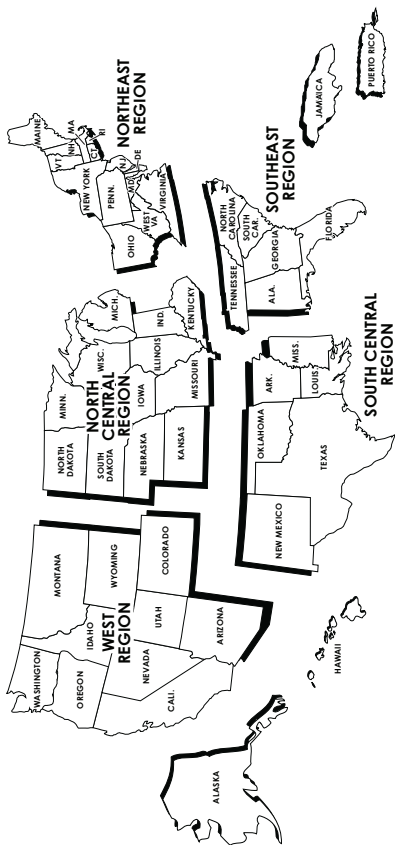 WASHINGTON
OREGON
CALI.
NEVADA
IDAHO
MONTANA
WYOMING
UTAH
COLORADO
ARIZONA
WEST
REGION
ALASKA
HAWAII
NORTH
DAKOTA
SOUTH
DAKOTA
NEBRASKA
KANSAS
MINN.
IOWA
MISSOURI
WISC.
ILLINOIS
MICH.
IND.
KENTUCKY
NORTH
CENTRAL
REGION
NEW MEXICO
TEXAS
OKLAHOMA
ARK.
LOUIS.
MISS.
SOUTH CENTRAL
REGION
OHIO
WEST
VA.
VIRGINIA
PENN.
NEW YORK
MD.
DE
NJ
CT.
RI
MA
NH
VT.
MAINE
NORTHEAST
REGION
TENNESSEE
NORTH
CAROLINA
SOUTH
CAR.
GEORGIA
ALA.
FLORIDA
SOUTHEAST
REGION
JAMAICA
PUERTO RICO